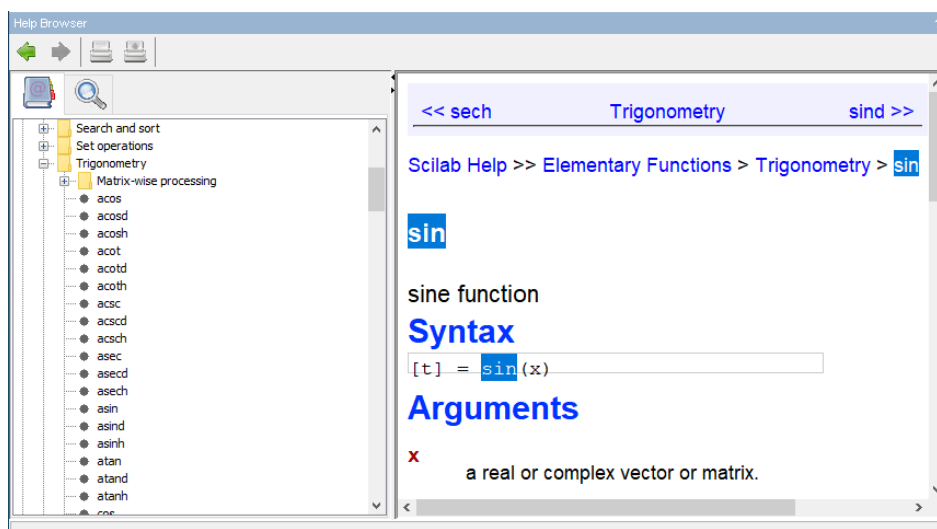 Help Browser
Search and sort
Set operations
Trigonometry
Matrix-wise processing
acos
acosd
acosh
acot
acotd
acoth
acsc
acscd
acsch
asec
asecd
asech
asin
asind
asinh
atan
atand
atanh
cos
<< sech Trigonometry sind >>
Scilab Help >> Elementary Functions > Trigonometry > sin
sin
sine function
Syntax
[t] = sin(x)
Arguments
x
a real or complex vector or matrix.